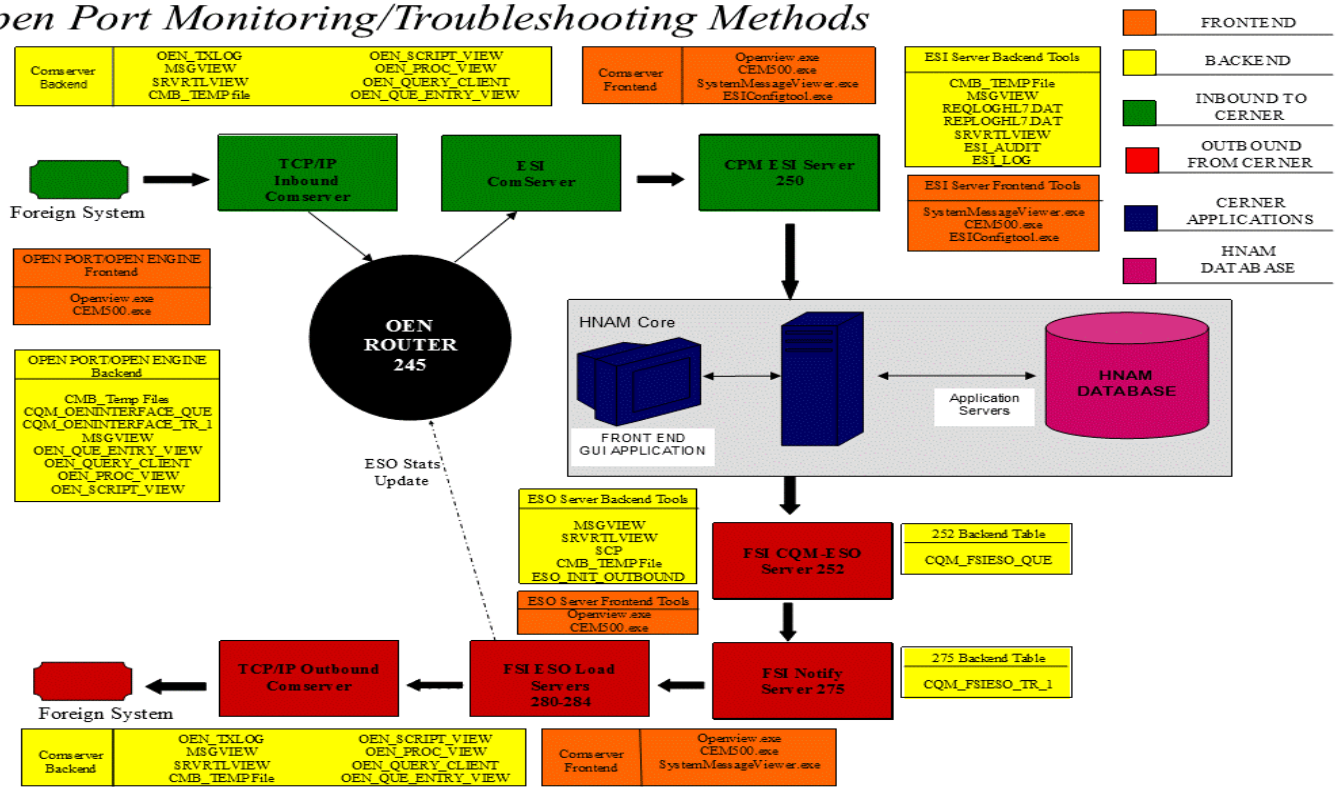 pen Port Monitoring/Troubleshooting Methods
FRONTEND
BACKEND
INBOUND TO
CERNER
OUTBOUND
FROM CERNER
CERNER
APPLICATIONS
HNAM
DATABASE
Comserver
Backend
OEN_TXLOG
MSGVIEW
SRVRTLVIEW
CMB_TEMP file
OEN_SCRIPT_VIEW
OEN_PROC_VIEW
OEN_QUERY_CLIENT
OEN_QUE_ENTRY_VIEW
Comserver
Frontend
Openview.exe
CEM500.exe
SystemMessageViewer.exe
ESIConfigtool.exe
ESI Server Backend Tools
CMB_TEMPFile
MSGVIEW
REQLOGHL7.DAT
REPLOGHL7.DAT
SRVRTLVIEW
ESI_AUDIT
ESI_LOG
ESI Server Frontend Tools
SystemMessageViewer.exe
CEM500.exe
ESIConfigtool.exe
Foreign System
TCP/IP
Inbound
Comserver
ESI
ComServer
CPM ESI Server
250
OPEN PORT/OPEN ENGINE
Frontend
Openview.exe
CEM500.exe
OPEN PORT/OPEN ENGINE
Backend
CMB_Temp Files
CQM_OENINTERFACE_QUE
CQM_OENINTERFACE_TR_1
MSGVIEW
OEN_QUE_ENTRY_VIEW
OEN_QUERY_CLIENT
OEN_PROC_VIEW
OEN_SCRIPT_VIEW
OEN
ROUTER
245
HNAM Core
FRONT END
GUI APPLICATION
Application
Servers
HNAM
DATABASE
ESO Stats
Update
ESO Server Backend Tools
MSGVIEW
SRVRTLVIEW
SCP
CMB_TEMPFile
ESO_INIT_OUTBOUND
ESO Server Frontend Tools
Openview.exe
CEM500.exe
FSI CQM-ESO
Server 252
252 Backend Table
CQM_FSIESO_QUE
FSI Notify
Server 275
275 Backend Table
CQM_FSIESO_TR_1
FSI ESO Load
Servers
280-284
TCP/IP Outbound
Comserver
Foreign System
Comserver
Backend
OEN_TXLOG
MSGVIEW
SRVRTLVIEW
CMB_TEMPFile
OEN_SCRIPT_VIEW
OEN_PROC_VIEW
OEN_QUERY_CLIENT
OEN_QUE_ENTRY_VIEW
Comserver
Frontend
Openview.exe
CEM500.exe
SystemMessageViewer.exe